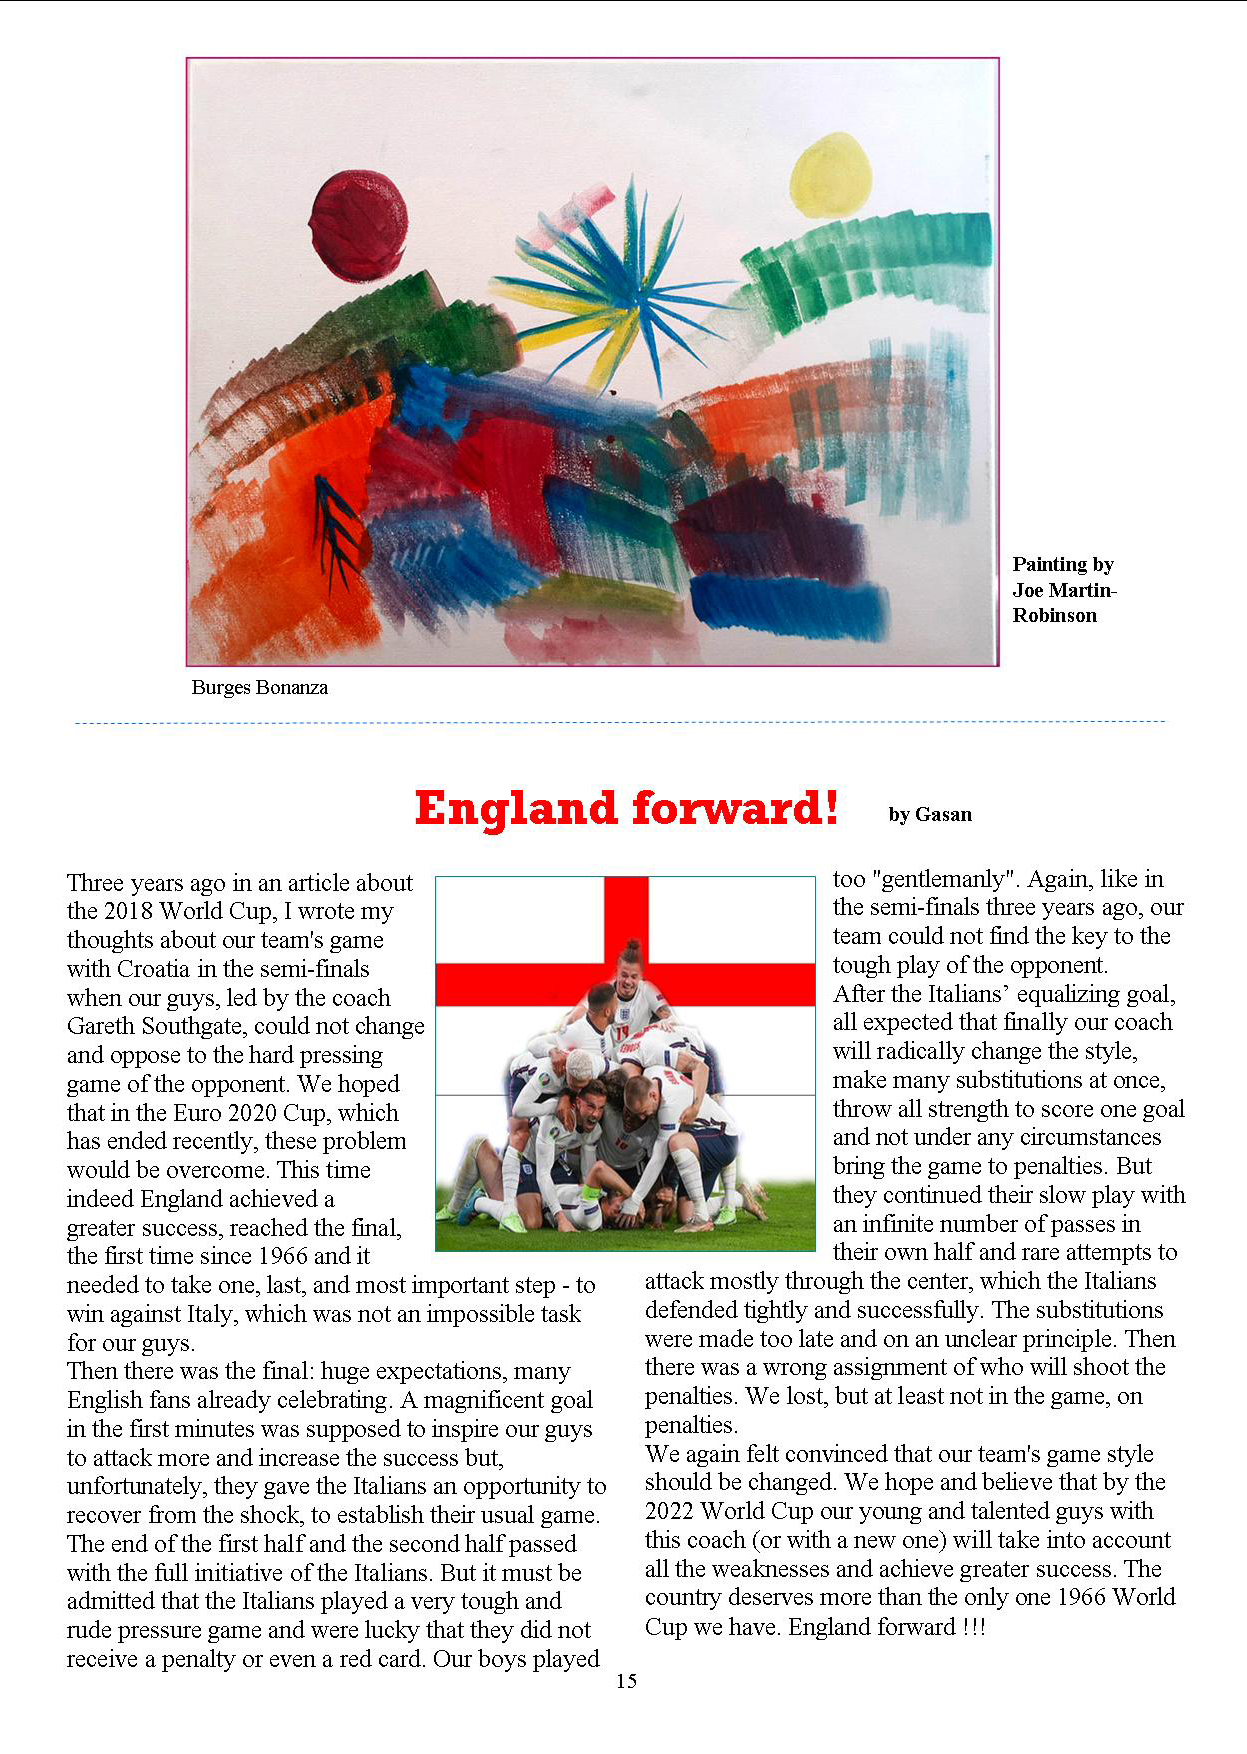 Painting by
Joe Martin-
Robinson
Burges Bonanza
England forward!
by Gasan
Three years ago in an article about
the 2018 World Cup, I wrote my
thoughts about our team's game
with Croatia in the semi-finals
when our guys, led by the coach
Gareth Southgate, could not change
and oppose to the hard pressing
game of the opponent. We hoped
that in the Euro 2020 Cup, which
has ended recently, these problem
would be overcome. This time
indeed England achieved a
greater success, reached the final,
the first time since 1966 and it
needed to take one, last, and most important step - to
win against Italy, which was not an impossible task
for our guys.
Then there was the final: huge expectations, many
English fans already celebrating. A magnificent goal
in the first minutes was supposed to inspire our guys
to attack more and increase the success but,
unfortunately, they gave the Italians an opportunity to
recover from the shock, to establish their usual game.
The end of the first half and the second half passed
with the full initiative of the Italians. But it must be
admitted that the Italians played a very tough and
rude pressure game and were lucky that they did not
receive a penalty or even a red card. Our boys played
too "gentlemanly". Again, like in
the semi-finals three years ago, our
team could not find the key to the
tough play of the opponent.
After the Italians’ equalizing goal,
all expected that finally our coach
will radically change the style,
make many substitutions at once,
throw all strength to score one goal
and not under any circumstances
bring the game to penalties. But
they continued their slow play with
an infinite number of passes in
their own half and rare attempts to
attack mostly through the center, which the Italians
defended tightly and successfully. The substitutions
were made too late and on an unclear principle. Then
there was a wrong assignment of who will shoot the
penalties. We lost, but at least not in the game, on
penalties.
We again felt convinced that our team's game style
should be changed. We hope and believe that by the
2022 World Cup our young and talented guys with
this coach (or with a new one) will take into account
all the weaknesses and achieve greater success. The
country deserves more than the only one 1966 World
Cup we have. England forward !!!
15